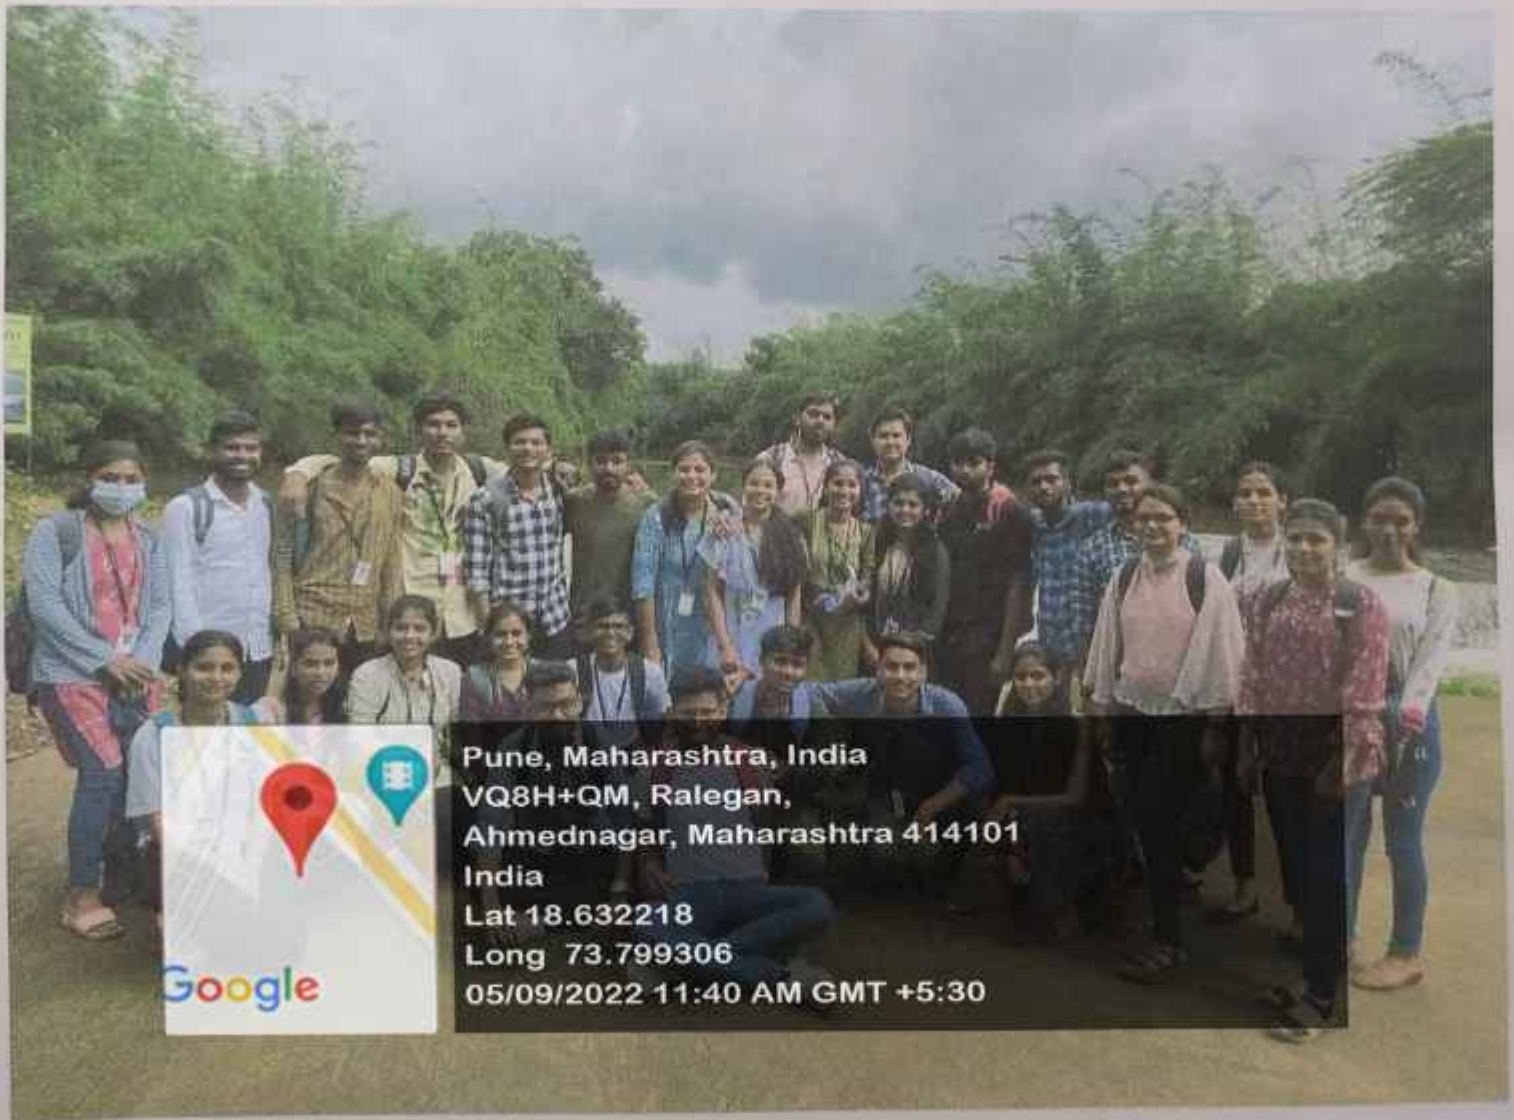 Pune, Maharashtra, India
VQ8H+QM, Ralegan,
Ahmednagar, Maharashtra 414101
India
Lat 18.632218
Long 73.799306
05/09/2022 11:40 AM GMT +5:30
Google